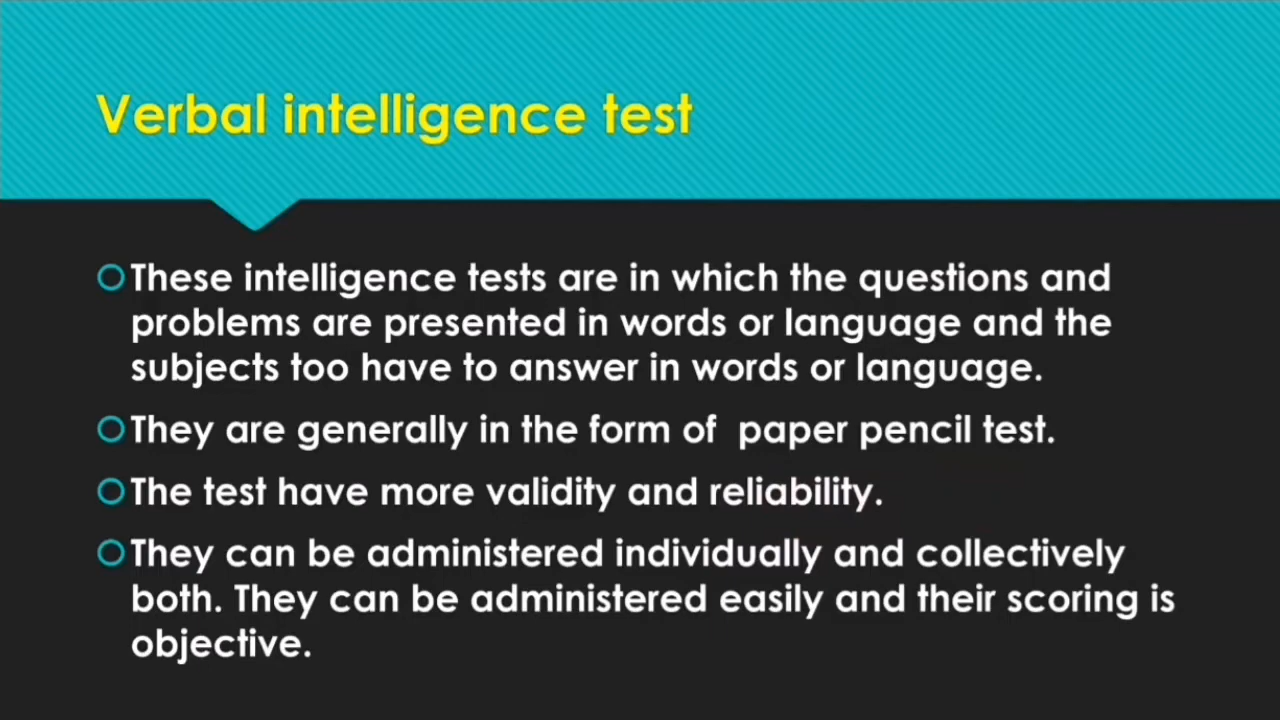 Verbal intelligence test
These intelligence tests are in which the questions and
problems are presented in words or language and the
subjects too have to answer in words or language.
They are generally in the form of  paper pencil test.
The test have more validity and reliability.
They can be administered individually and collectively
both. They can be administered easily and their scoring is
objective.